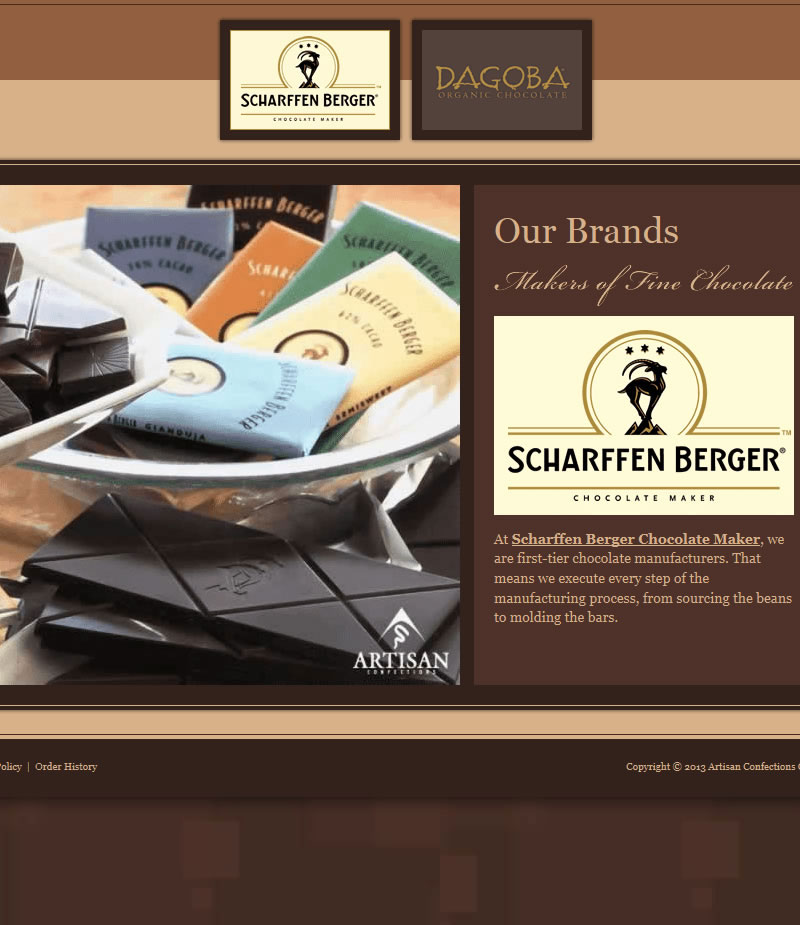 SCHARFFEN BERGER®
CHOCOLATE MAKER
DAGOBA
ORGANIC CHOCOLATE
SCHARFFEN BERGER
SCHARFFEN BERGER
CACAO
SCHARFFEN BERGER
62% CACAO
SEMISWEET
SCHARFFEN BERGER
BERGER GIANDUJA
ARTISAN
CONFECTIONS
Our Brands
Makers of Fine Chocolate
TM
SCHARFFEN BERGER®
CHOCOLATE MAKER
At Scharffen Berger Chocolate Maker, we
are first-tier chocolate manufacturers. That
means we execute every step of the
manufacturing process, from sourcing the beans
to molding the bars.
olicy | Order History
Copyright © 2013 Artisan Confections